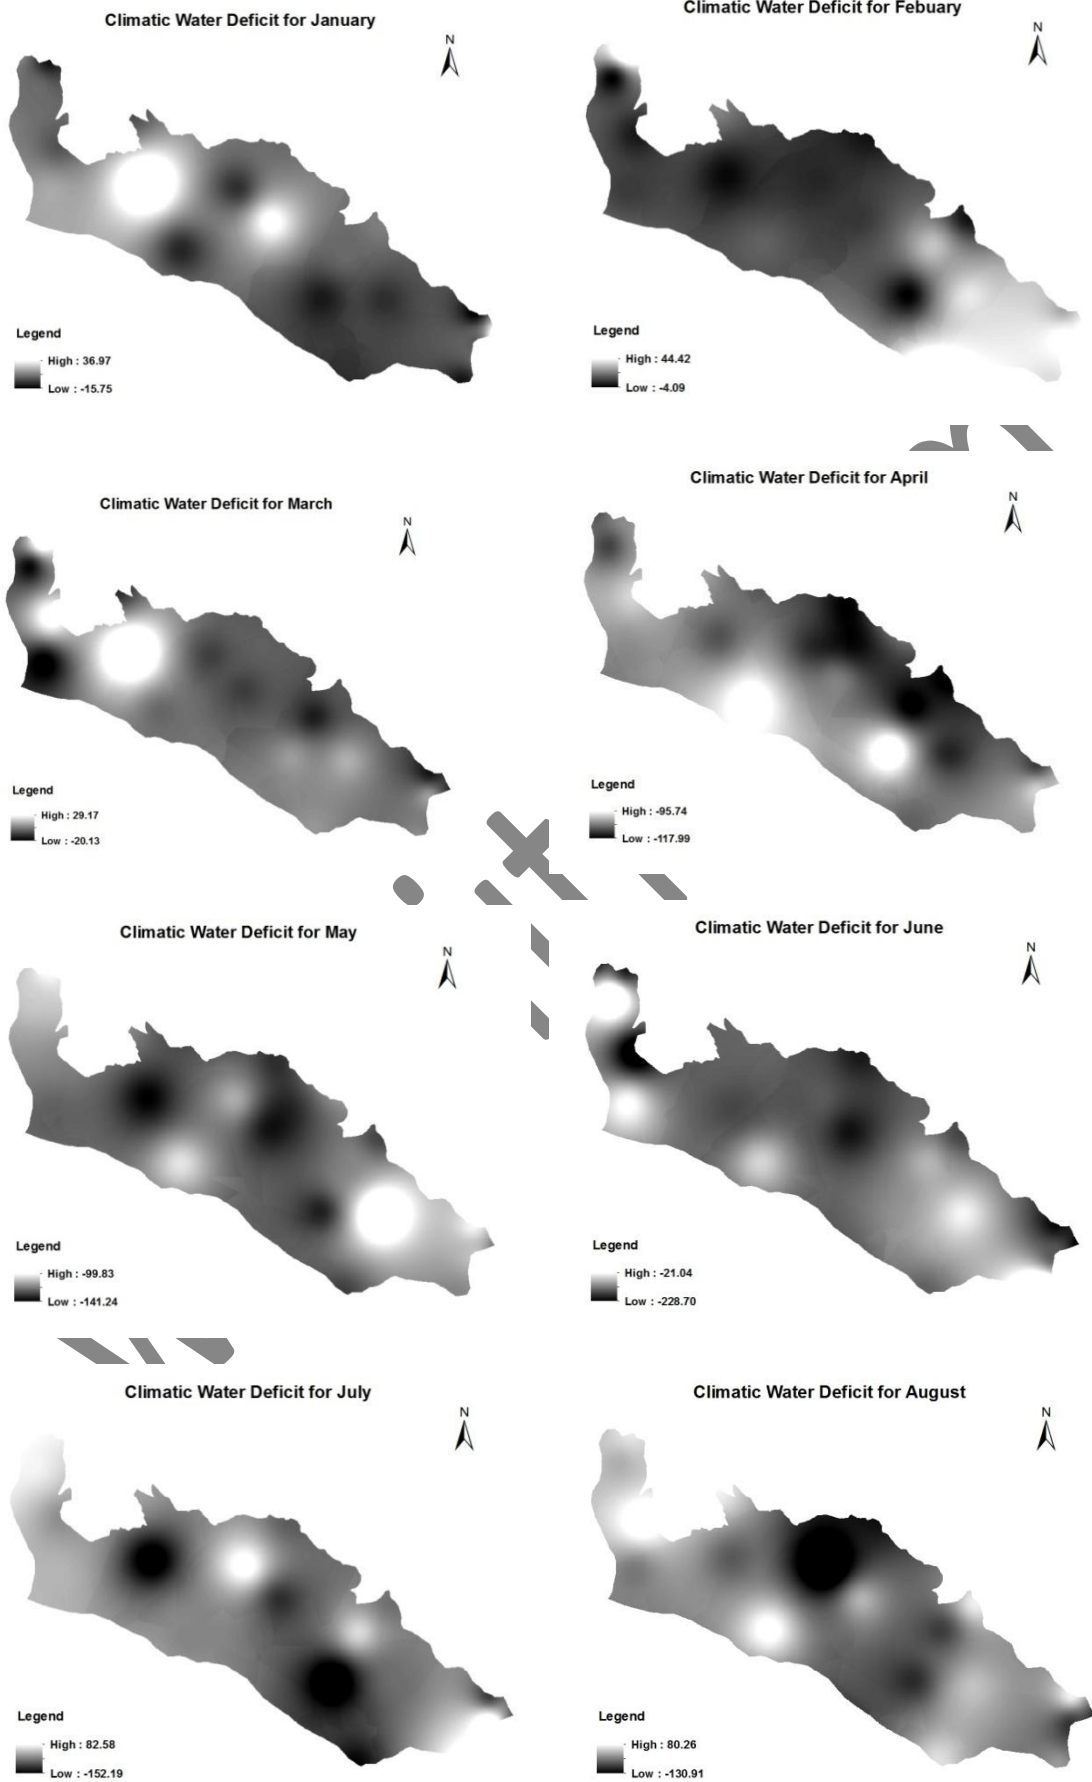 Climatic Water Deficit for January
N
Legend
High : 36.97
Low : -15.75
Climatic Water Deficit for Febuary
N
Legend
High : 44.42
Low : -4.09
Climatic Water Deficit for March
N
Legend
High : 29.17
Low : -20.13
Climatic Water Deficit for April
N
Legend
High : -95.74
Low : -117.99
Climatic Water Deficit for May
N
Legend
High : -99.83
Low : -141.24
Climatic Water Deficit for June
N
Legend
High : -21.04
Low : -228.70
Climatic Water Deficit for July
N
Legend
High : 82.58
Low : -152.19
Climatic Water Deficit for August
N
Legend
High : 80.26
Low : -130.91